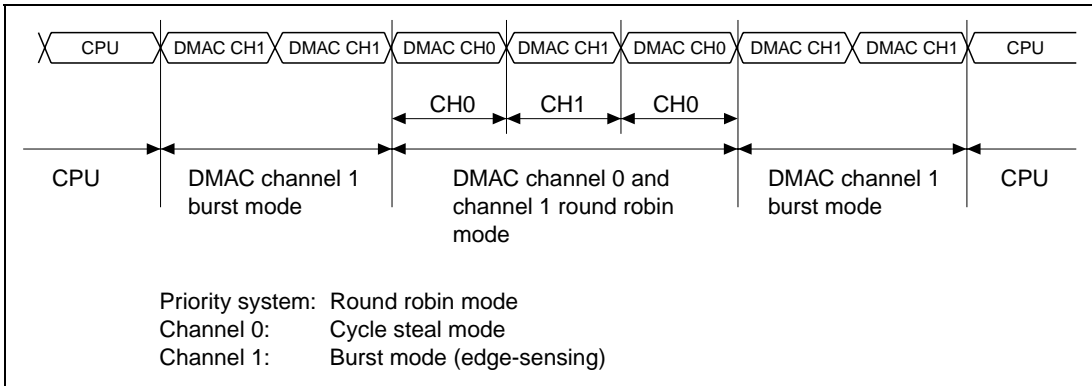 CPU DMAC CH1 DMAC CH1 DMAC CH0 DMAC CH1 DMAC CH0 DMAC CH1 DMAC CH1 CPU
CH0 CH1 CH0
CPU
DMAC channel 1
burst mode
DMAC channel 0 and
channel 1 round robin
mode
DMAC channel 1
burst mode
CPU
Priority system: Round robin mode
Channel 0: Cycle steal mode
Channel 1: Burst mode (edge-sensing)